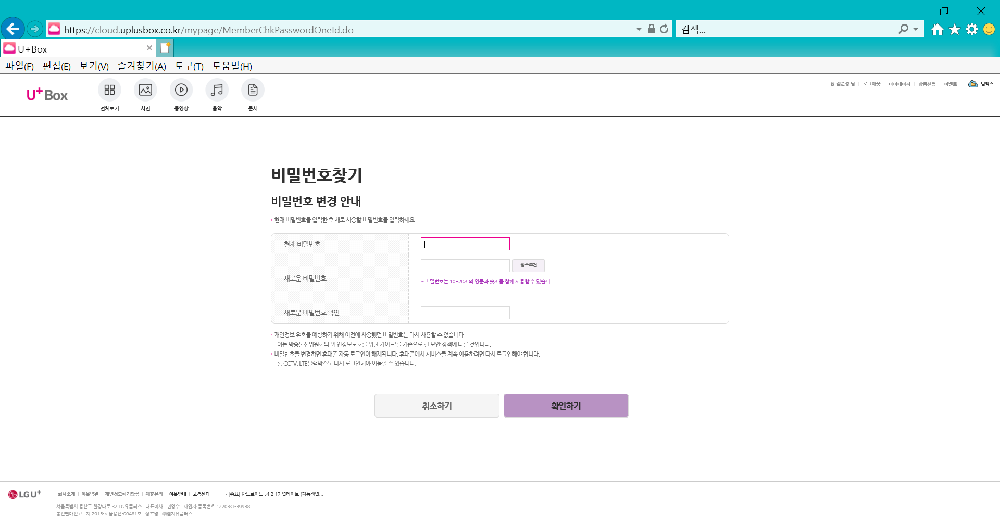 https://cloud.uplusbox.co.kr/mypage/MemberChkPasswordOneId.do
검색...
U+Box
파일(F) 편집(E) 보기(V) 즐겨찾기(A) 도구(T) 도움말(H)
U+ Box
전체보기 사진 동영상 음악 문서
김준성 님 로그아웃 마이페이지 상품신청 이벤트 팀박스
비밀번호찾기
비밀번호 변경 안내
현재 비밀번호를 입력한 후 새로 사용할 비밀번호를 입력하세요.
현재 비밀번호
새로운 비밀번호
필수조건
* 비밀번호는 10~20자의 영문과 숫자를 함께 사용할 수 있습니다.
새로운 비밀번호 확인
개인정보 유출을 예방하기 위해 이전에 사용했던 비밀번호는 다시 사용할 수 없습니다.
- 이는 방송통신위원회의 '개인정보보호를 위한 가이드'를 기준으로 한 보안 정책에 따른 것입니다.
비밀번호를 변경하면 휴대폰 자동 로그인이 해제됩니다. 휴대폰에서 서비스를 계속 이용하려면 다시 로그인해야 합니다.
- 홈 CCTV, LTE블랙박스도 다시 로그인해야 이용할 수 있습니다.
취소하기
확인하기
LG U+
회사소개 이용약관 개인정보처리방침 제휴문의 이용안내 고객센터
[중요] 안드로이드 v4.2.17 업데이트 (자동백업...
서울특별시 용산구 한강대로 32 LG유플러스 대표이사 : 권영수 사업자 등록번호 : 220-81-39938
통신판매신고 : 제 2015-서울용산-00481호 상호명 : ㈜엘지유플러스